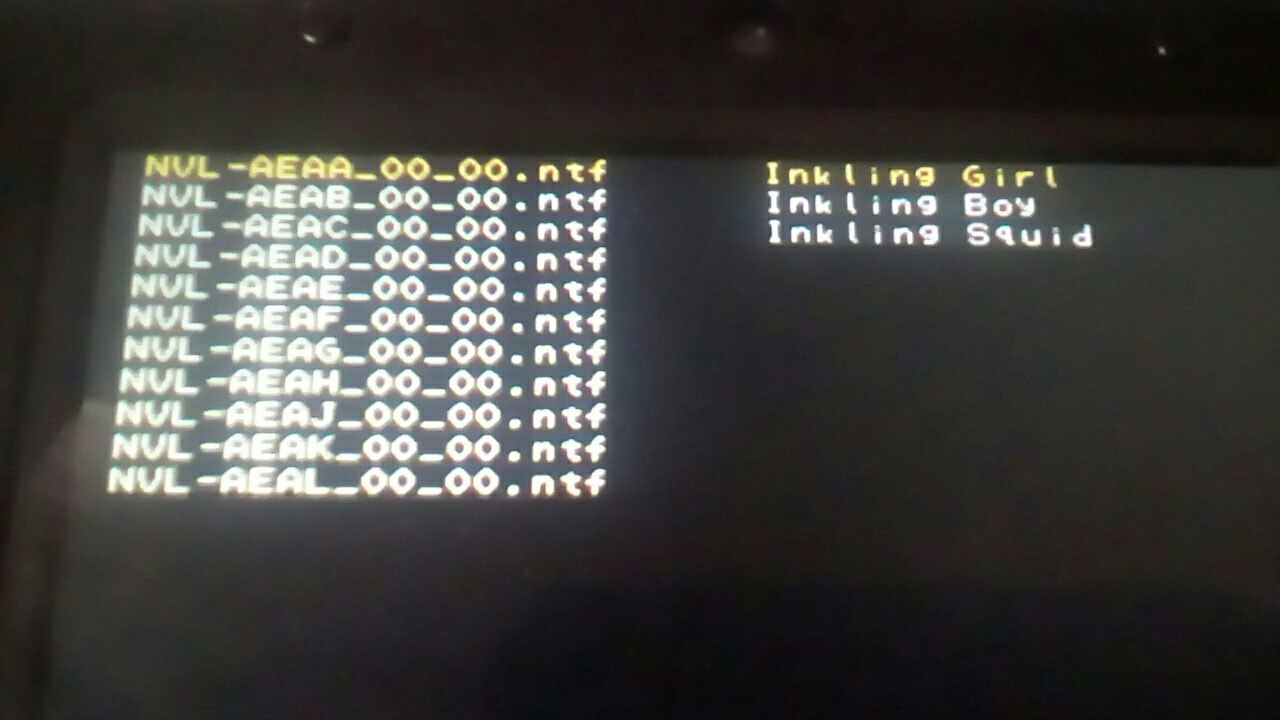 NVL-AEAA_00_00.ntf
NVL-AEAB_00_00.ntf
NVL-AEAC_00_00.ntf
NVL-AEAD_00_00.ntf
NVL-AEAE_00_00.ntf
NVL-AEAF_00_00.ntf
NVL-AEAG_00_00.ntf
NVL-AEAH_00_00.ntf
NVL-AEAJ_00_00.ntf
NVL-AEAK_00_00.ntf
NVL-AEAL_00_00.ntf
Inkling Girl
Inkling Boy
Inkling Squid